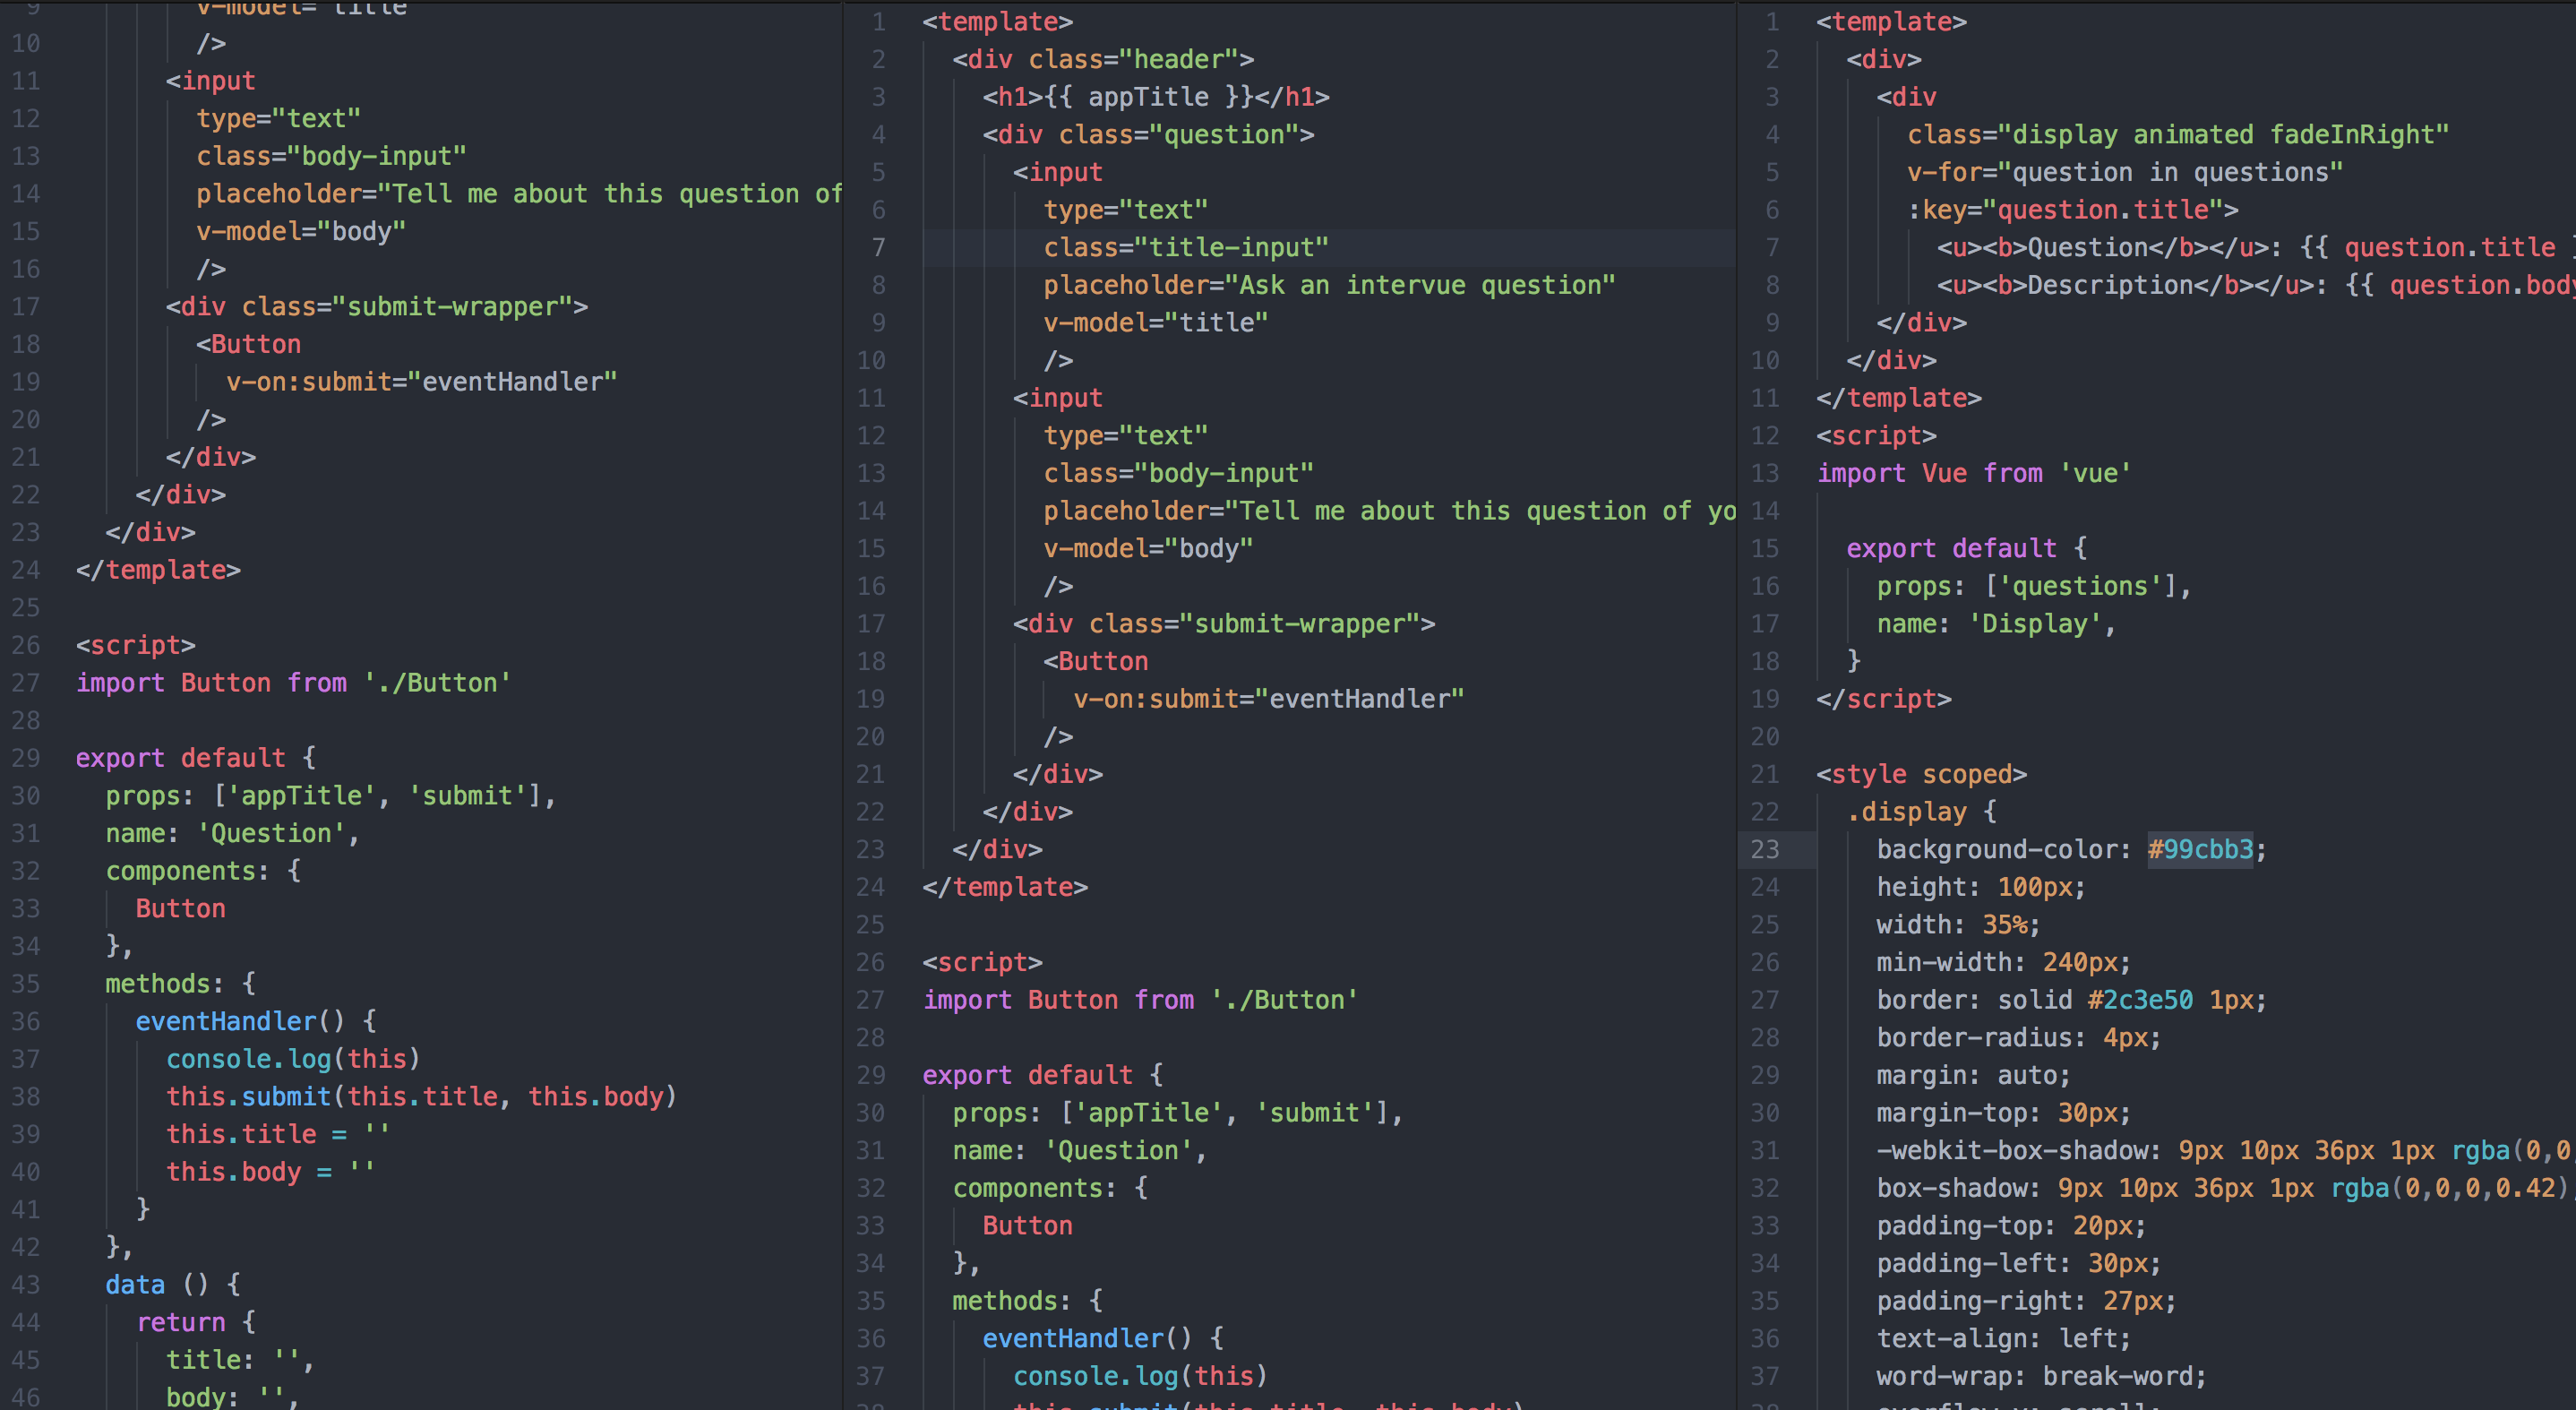 9 v-model="title"
10 />
11 <input
12 type="text"
13 class="body-input"
14 placeholder="Tell me about this question of
15 v-model="body"
16 />
17 <div class="submit-wrapper">
18 <Button
19 v-on:submit="eventHandler"
20 />
21 </div>
22 </div>
23 </div>
24 </template>
25
26 <script>
27 import Button from './Button'
28
29 export default {
30 props: ['appTitle', 'submit'],
31 name: 'Question',
32 components: {
33 Button
34 },
35 methods: {
36 eventHandler() {
37 console.log(this)
38 this.submit(this.title, this.body)
39 this.title = ''
40 this.body = ''
41 }
42 },
43 data () {
44 return {
45 title: '',
46 body: '',
1 <template>
2 <div class="header">
3 <h1>{{ appTitle }}</h1>
4 <div class="question">
5 <input
6 type="text"
7 class="title-input"
8 placeholder="Ask an intervue question"
9 v-model="title"
10 />
11 <input
12 type="text"
13 class="body-input"
14 placeholder="Tell me about this question of yo
15 v-model="body"
16 />
17 <div class="submit-wrapper">
18 <Button
19 v-on:submit="eventHandler"
20 />
21 </div>
22 </div>
23 </div>
24 </template>
25
26 <script>
27 import Button from './Button'
28
29 export default {
30 props: ['appTitle', 'submit'],
31 name: 'Question',
32 components: {
33 Button
34 },
35 methods: {
36 eventHandler() {
37 console.log(this)
38 this.submit(this.title, this.body)
1 <template>
2 <div>
3 <div
4 class="display animated fadeInRight"
5 v-for="question in questions"
6 :key="question.title">
7 <u><b>Question</b></u>: {{ question.title }
8 <u><b>Description</b></u>: {{ question.body
9 </div>
10 </div>
11 </template>
12 <script>
13 import Vue from 'vue'
14
15 export default {
16 props: ['questions'],
17 name: 'Display',
18 }
19 </script>
20
21 <style scoped>
22 .display {
23 background-color: #99cbb3;
24 height: 100px;
25 width: 35%;
26 min-width: 240px;
27 border: solid #2c3e50 1px;
28 border-radius: 4px;
29 margin: auto;
30 margin-top: 30px;
31 -webkit-box-shadow: 9px 10px 36px 1px rgba(0,0,
32 box-shadow: 9px 10px 36px 1px rgba(0,0,0,0.42)
33 padding-top: 20px;
34 padding-left: 30px;
35 padding-right: 27px;
36 text-align: left;
37 word-wrap: break-word;
38 overflow-y: scroll;